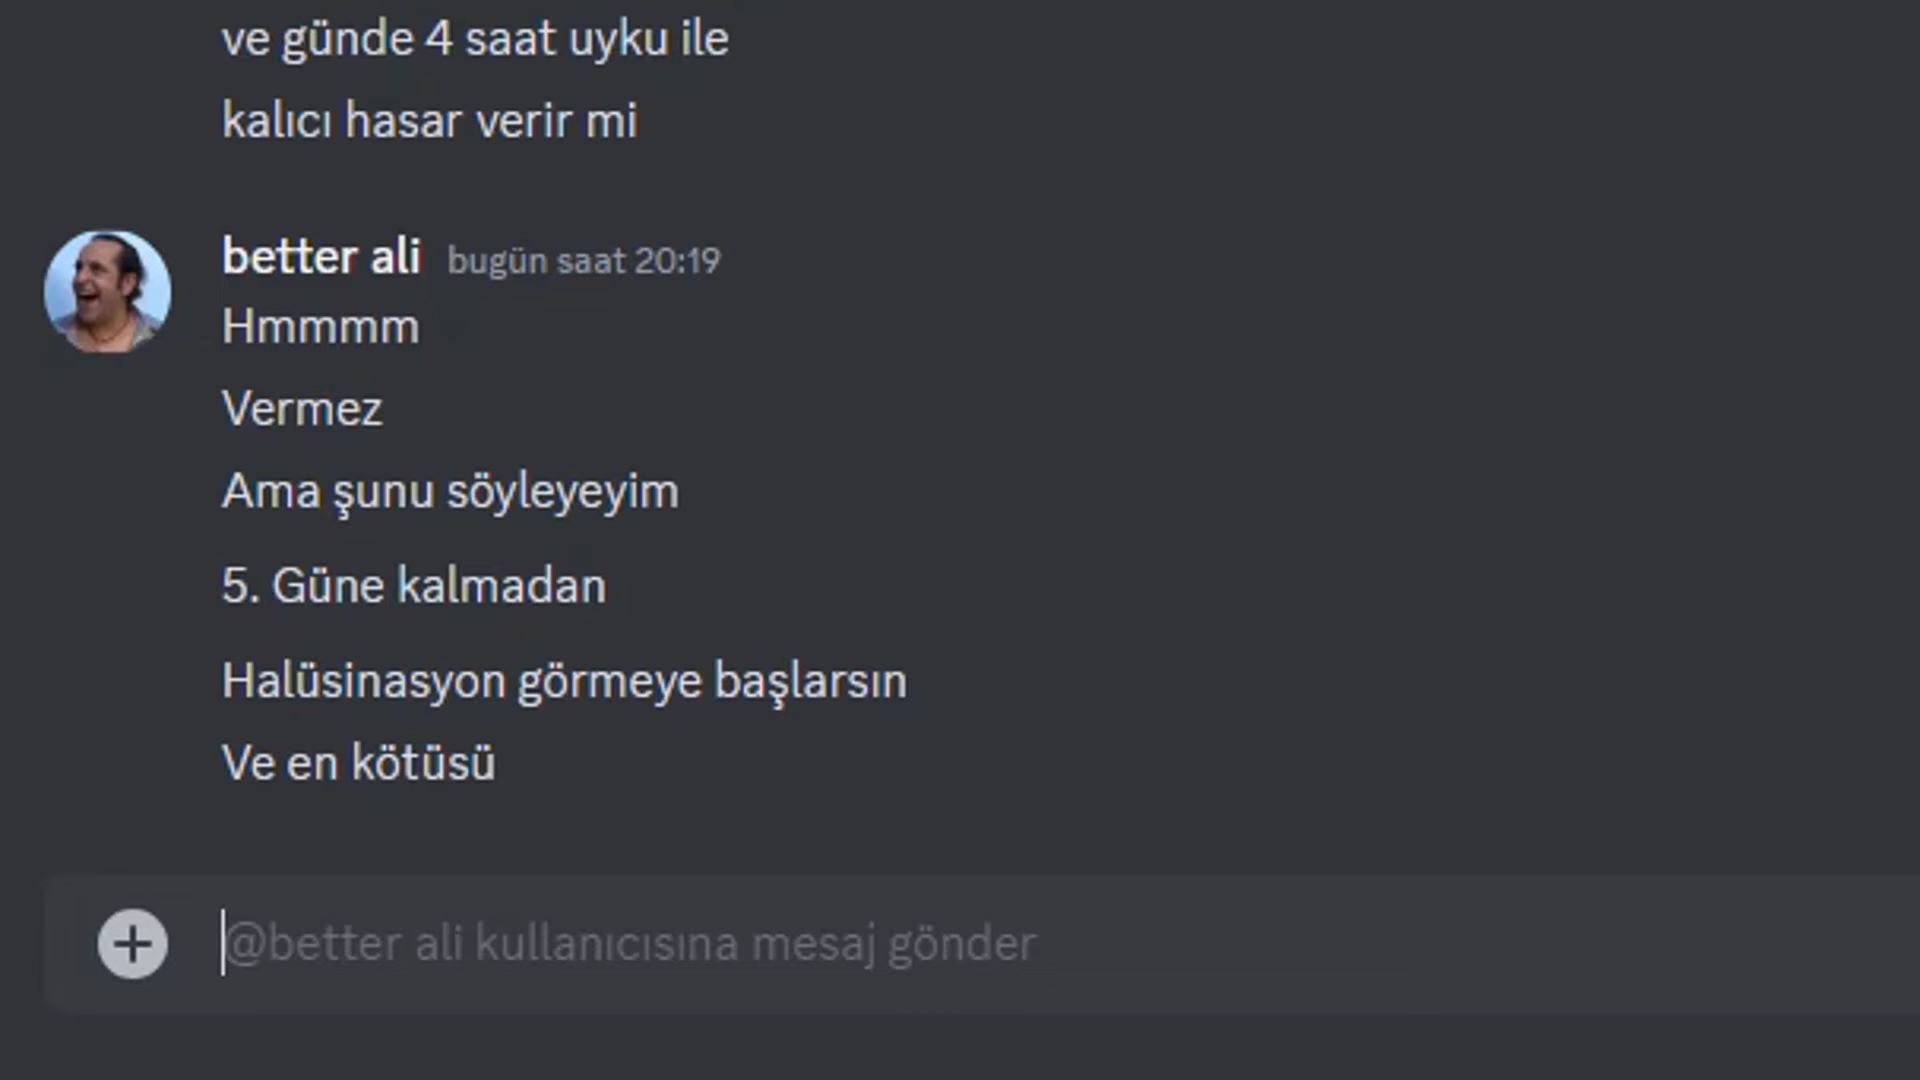 ve günde 4 saat uyku ile
kalıcı hasar verir mi
better ali bugün saat 20:19
Hmmmm
Vermez
Ama şunu söyleyeyim
5. Güne kalmadan
Halüsinasyon görmeye başlarsın
Ve en kötüsü
@better ali kullanıcısına mesaj gönder